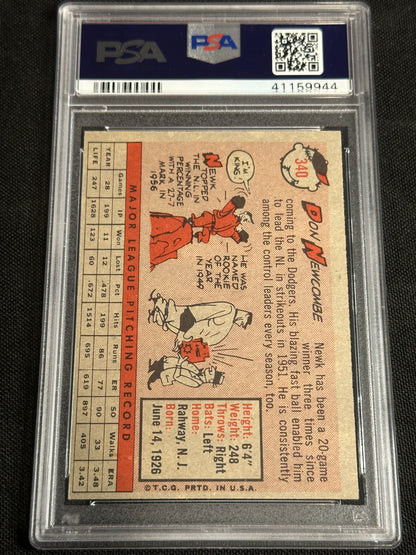 PSA
PSA
41159944
340
DON NEWCOMBE
Newk has been a 20-game
winner three times since
coming to the Dodgers. His blazing fast ball enabled him
to lead the NL in strikeouts in 1951. He is consistently
among the control leaders every season, too.
I'M KING!
NEWK
TOPPED
THE N.L. IN
WINNING
PERCENTAGE
WITH A 27-7
MARK IN
1956
HE WAS
NAMED
ROOKIE
OF THE
YEAR
IN 1949
Height: 6'4"
Weight: 248
Throws: Right
Bats: Left
Home:
Rahway, N. J.
Born:
June 14, 1926
MAJOR LEAGUE PITCHING RECORD
Games IP Won Lost Pct Hits Runs ER SO Walks ERA
YEAR 28 199 11 12 .478 199 86 77 90 33 3.48
LIFE 247 1628 123 60 .672 1514 695 619 897 405 3.42
© T.C.G. PRTD. IN U.S.A.